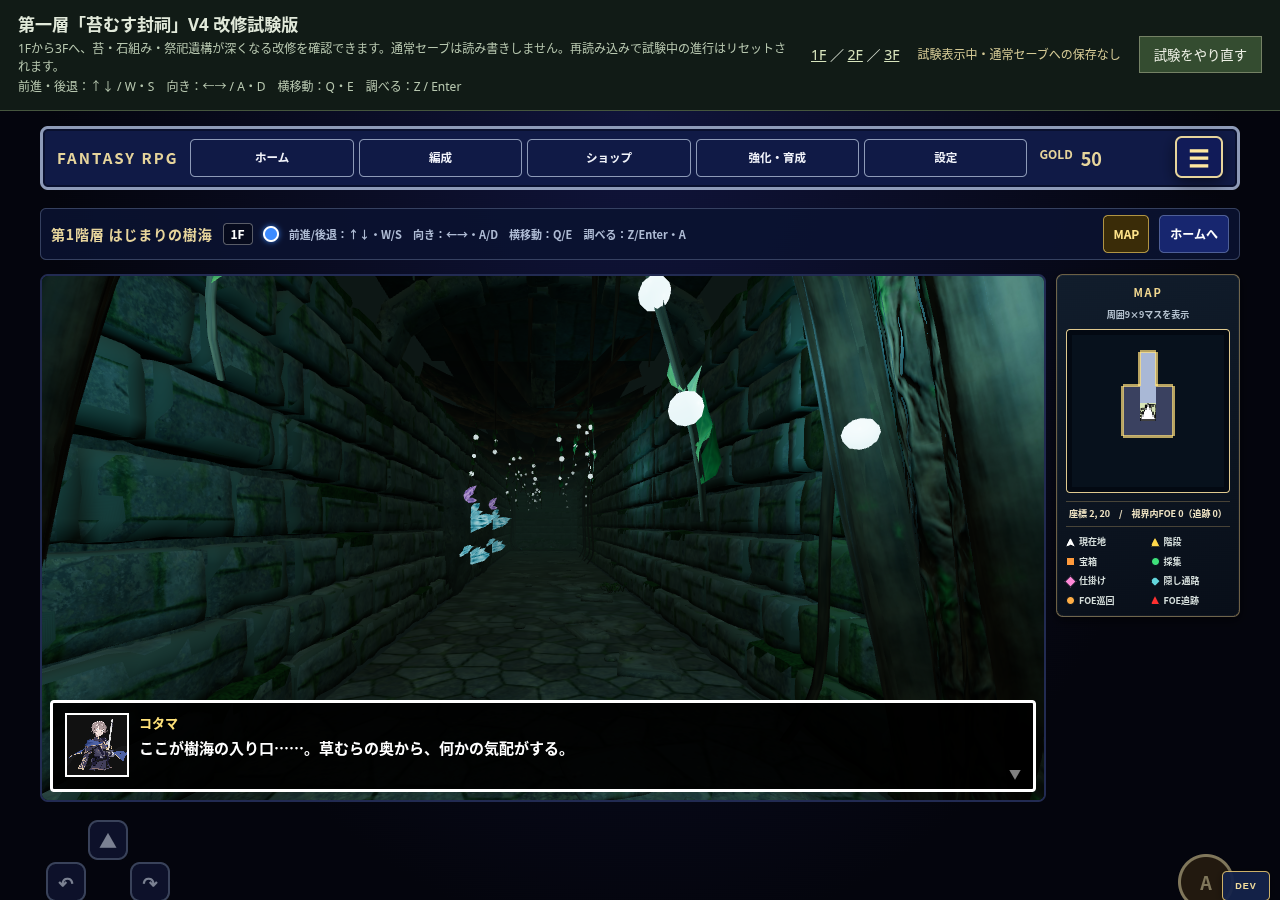 第一層「苔むす封祠」V4 改修試験版
1Fから3Fへ、苔・石組み・祭祀遺構が深くなる改修を確認できます。通常セーブは読み書きしません。再読み込みで試験中の進行はリセットさ
れます。
前進・後退：↑ ↓ / W・S　向き：←→ / A・D　横移動：Q・E　調べる：Z / Enter
1F ／ 2F ／ 3F
試験表示中・通常セーブへの保存なし
試験をやり直す
FANTASY RPG
ホーム
編成
ショップ
強化・育成
設定
GOLD 50
第1階層 はじまりの樹海
1F
前進/後退：↑↓・W/S　向き：←→・A/D　横移動：Q/E　調べる：Z/Enter・A
MAP
ホームへ
MAP
周囲9×9マスを表示
座標 2, 20　/　視界内FOE 0（追跡 0）
現在地
階段
宝箱
採集
仕掛け
隠し通路
FOE巡回
FOE追跡
コタマ
ここが樹海の入り口……。草むらの奥から、何かの気配がする。
▼
▲
↶
↷
A
DEV